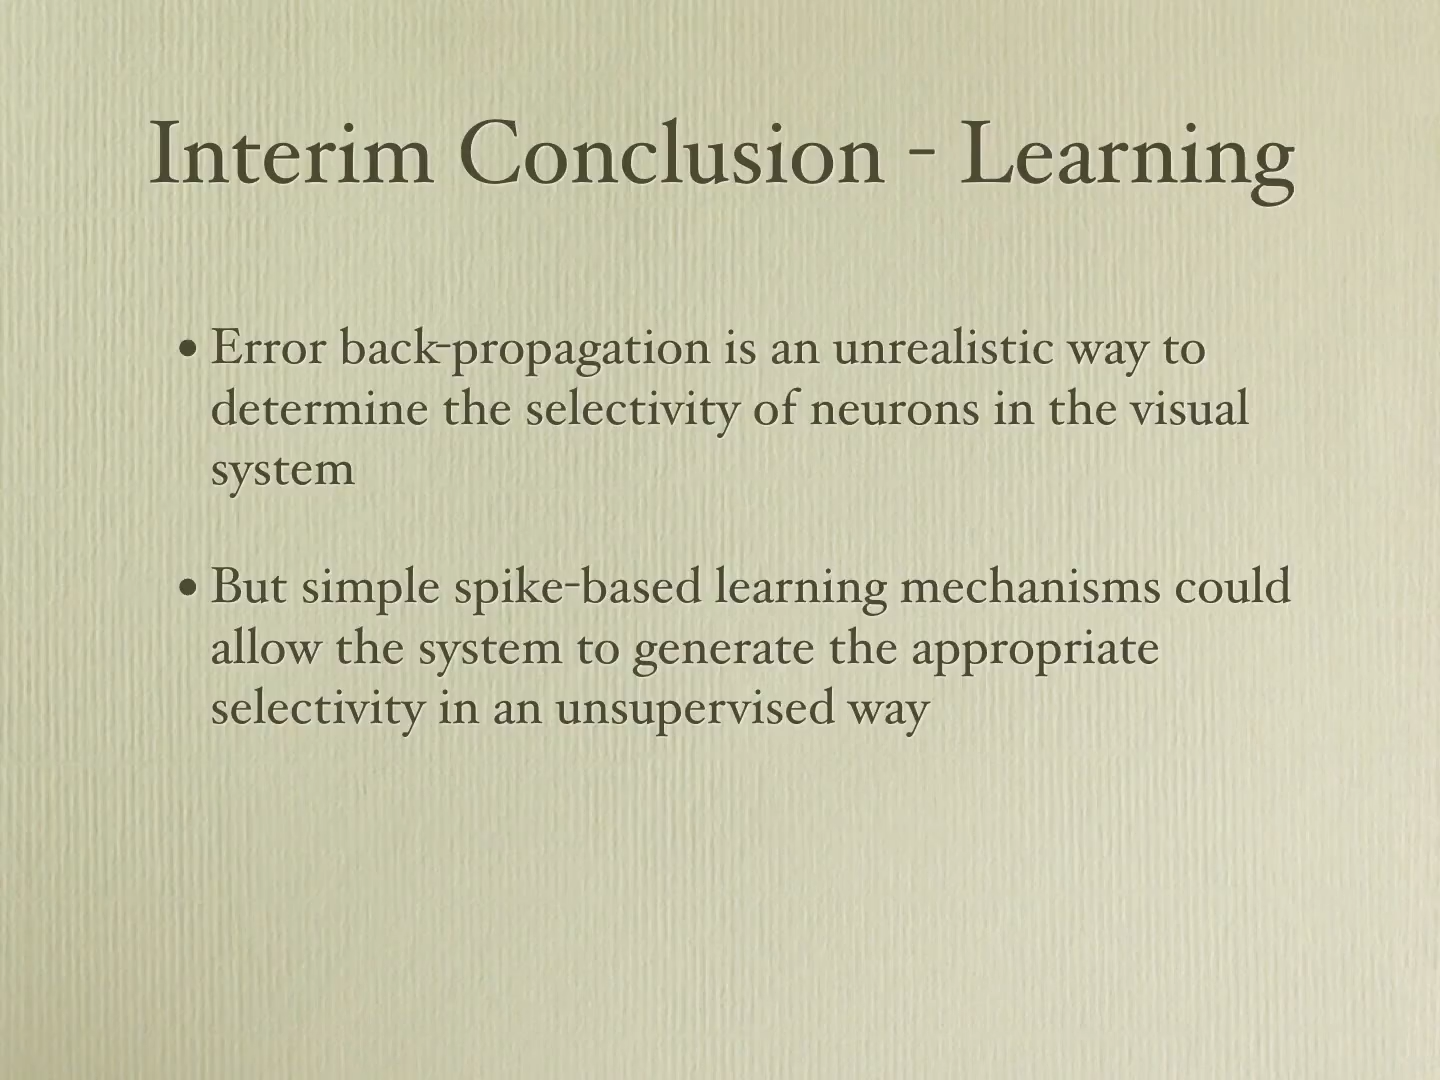 Interim Conclusion - Learning
• Error back-propagation is an unrealistic way to
determine the selectivity of neurons in the visual
system
• But simple spike-based learning mechanisms could
allow the system to generate the appropriate
selectivity in an unsupervised way